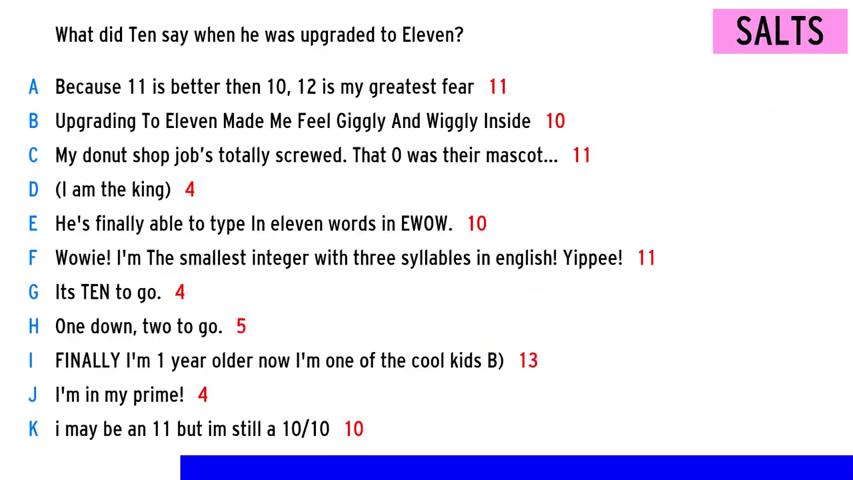 What did Ten say when he was upgraded to Eleven?
SALTS
A Because 11 is better then 10, 12 is my greatest fear 11
B Upgrading To Eleven Made Me Feel Giggly And Wiggly Inside 10
C My donut shop job's totally screwed. That 0 was their mascot... 11
D (I am the king) 4
E He's finally able to type In eleven words in EWOW. 10
F Wowie! I'm The smallest integer with three syllables in english! Yippee! 11
G Its TEN to go. 4
H One down, two to go. 5
I FINALLY I'm 1 year older now I'm one of the cool kids B) 13
J I'm in my prime! 4
K i may be an 11 but im still a 10/10 10